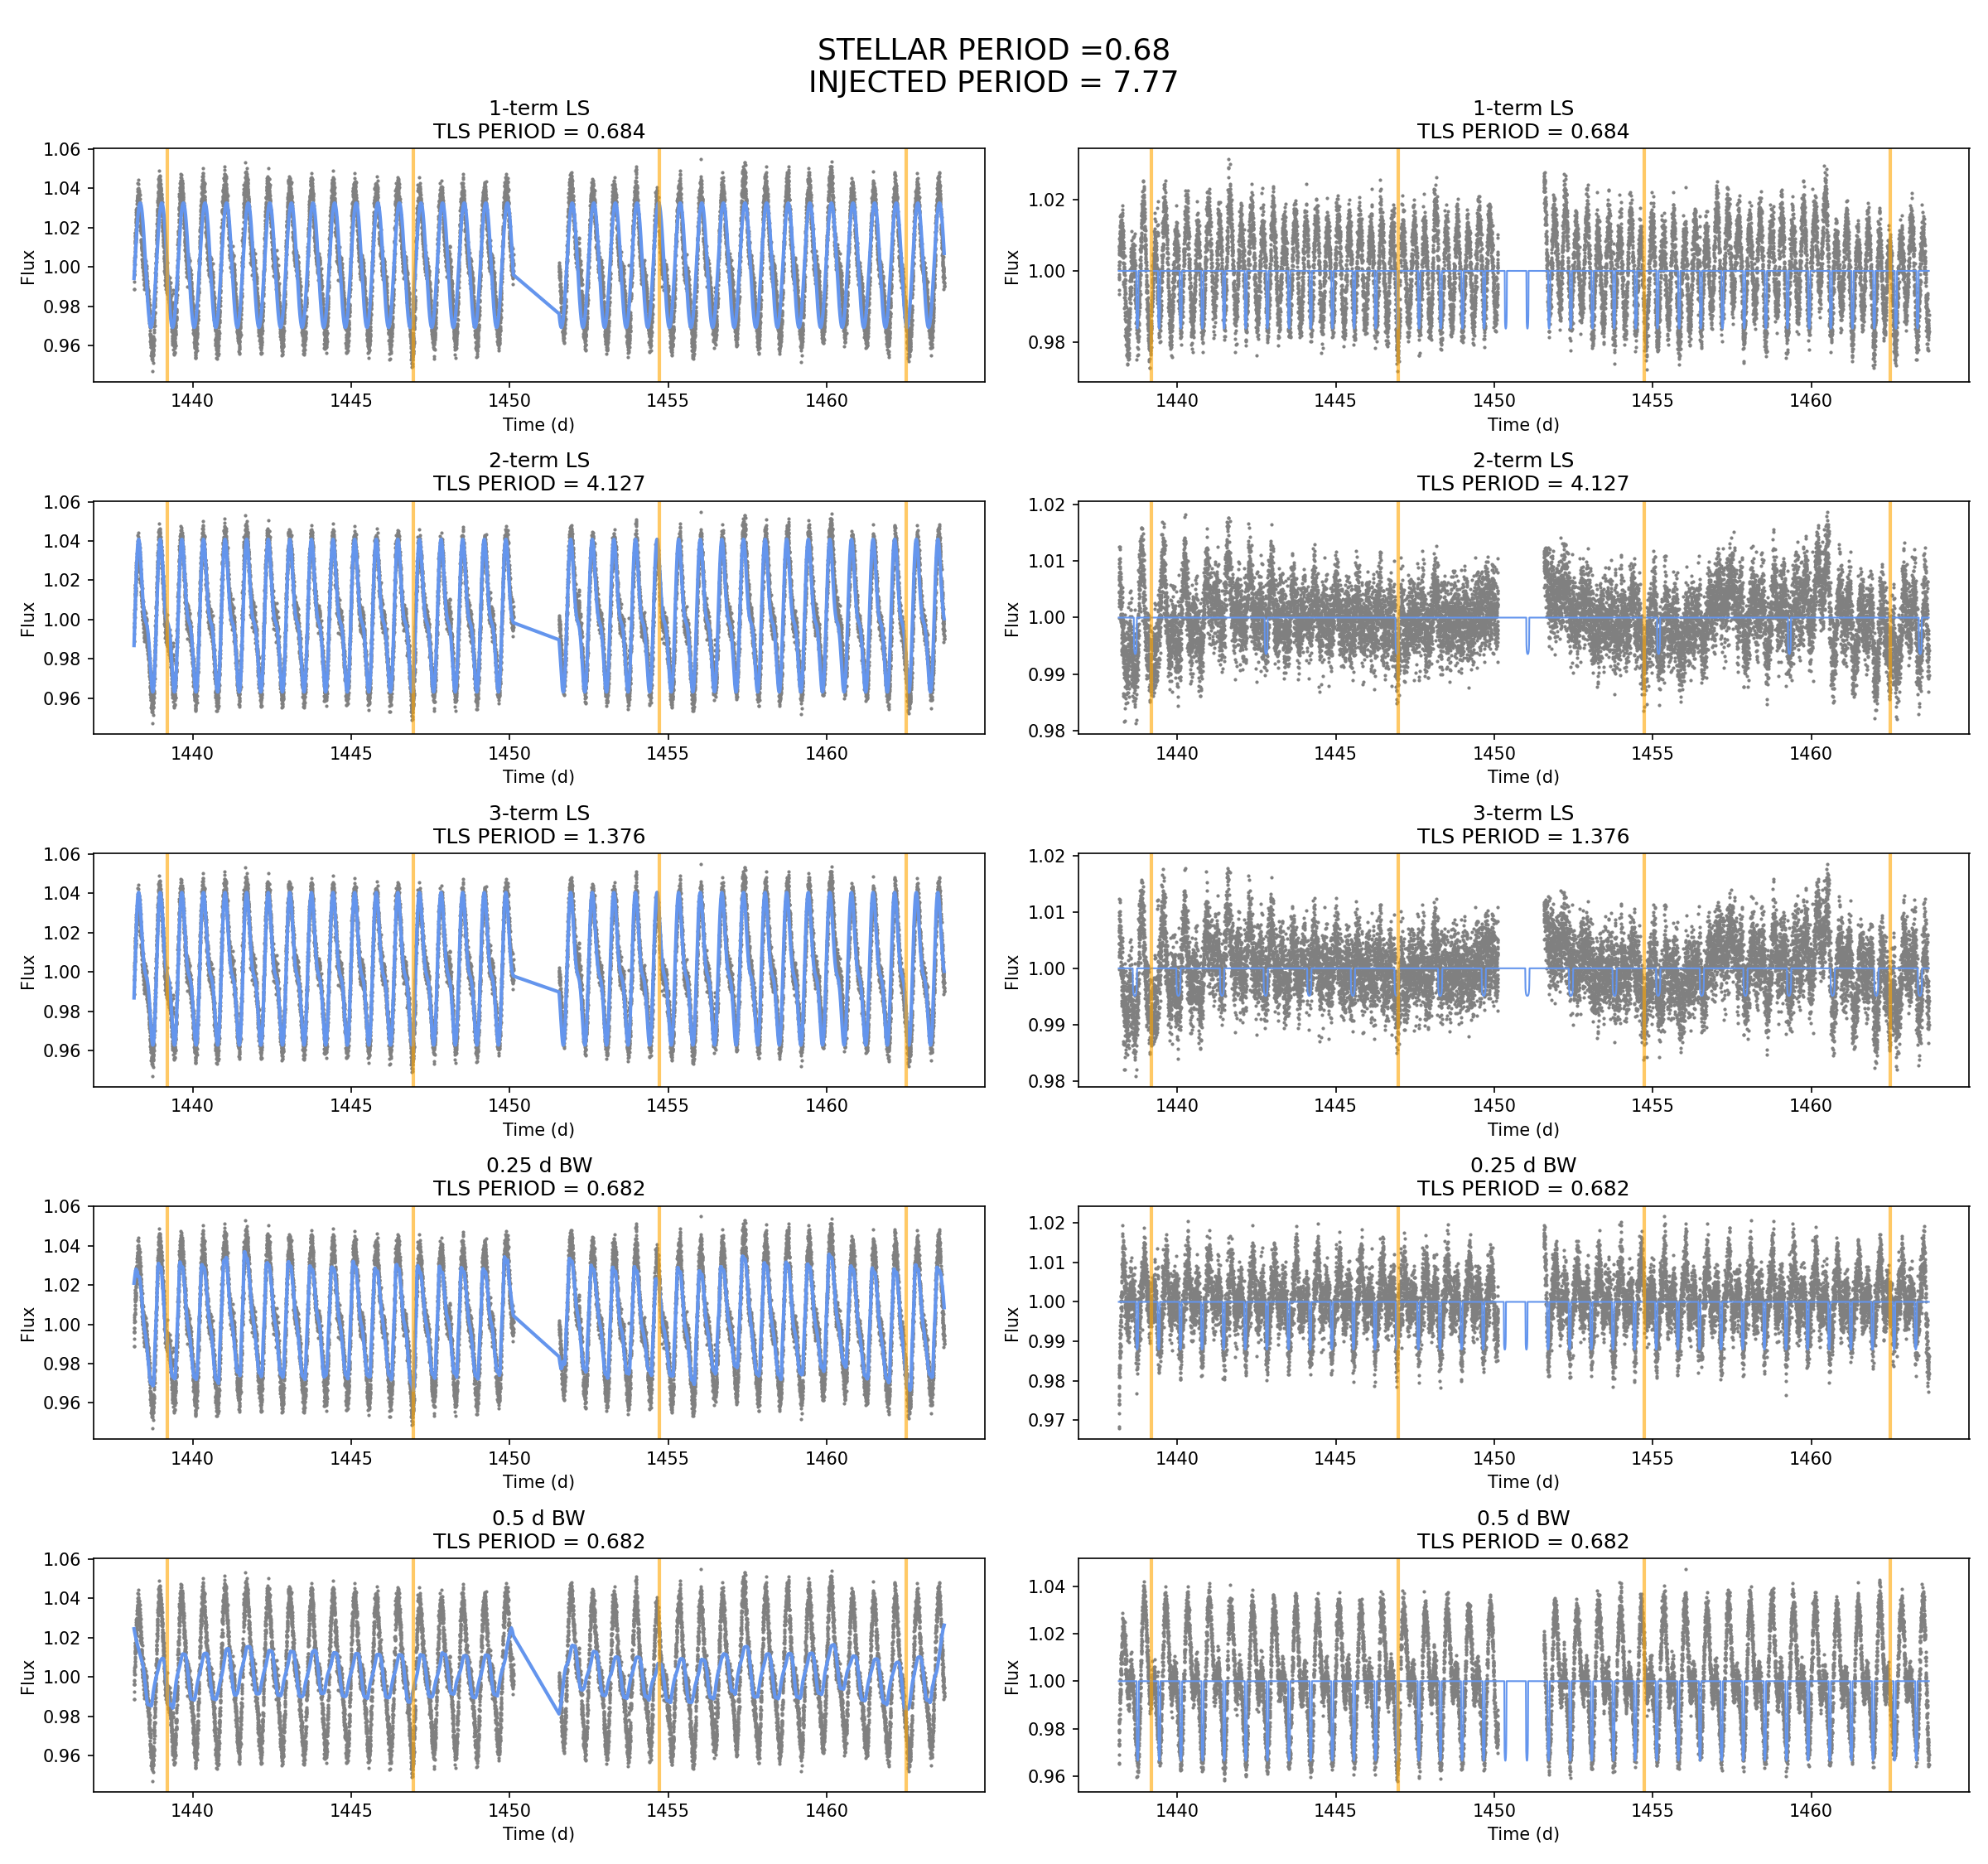 STELLAR PERIOD =0.68
INJECTED PERIOD = 7.77
1-term LS
TLS PERIOD = 0.684
Flux
1.06
1.04
1.02
1.00
0.98
0.96
1440
1445
1450
1455
1460
Time (d)
1-term LS
TLS PERIOD = 0.684
Flux
1.02
1.00
0.98
1440
1445
1450
1455
1460
Time (d)
2-term LS
TLS PERIOD = 4.127
Flux
1.06
1.04
1.02
1.00
0.98
0.96
1440
1445
1450
1455
1460
Time (d)
2-term LS
TLS PERIOD = 4.127
Flux
1.02
1.01
1.00
0.99
0.98
1440
1445
1450
1455
1460
Time (d)
3-term LS
TLS PERIOD = 1.376
Flux
1.06
1.04
1.02
1.00
0.98
0.96
1440
1445
1450
1455
1460
Time (d)
3-term LS
TLS PERIOD = 1.376
Flux
1.02
1.01
1.00
0.99
0.98
1440
1445
1450
1455
1460
Time (d)
0.25 d BW
TLS PERIOD = 0.682
Flux
1.06
1.04
1.02
1.00
0.98
0.96
1440
1445
1450
1455
1460
Time (d)
0.25 d BW
TLS PERIOD = 0.682
Flux
1.02
1.01
1.00
0.99
0.98
0.97
1440
1445
1450
1455
1460
Time (d)
0.5 d BW
TLS PERIOD = 0.682
Flux
1.06
1.04
1.02
1.00
0.98
0.96
1440
1445
1450
1455
1460
Time (d)
0.5 d BW
TLS PERIOD = 0.682
Flux
1.04
1.02
1.00
0.98
0.96
1440
1445
1450
1455
1460
Time (d)